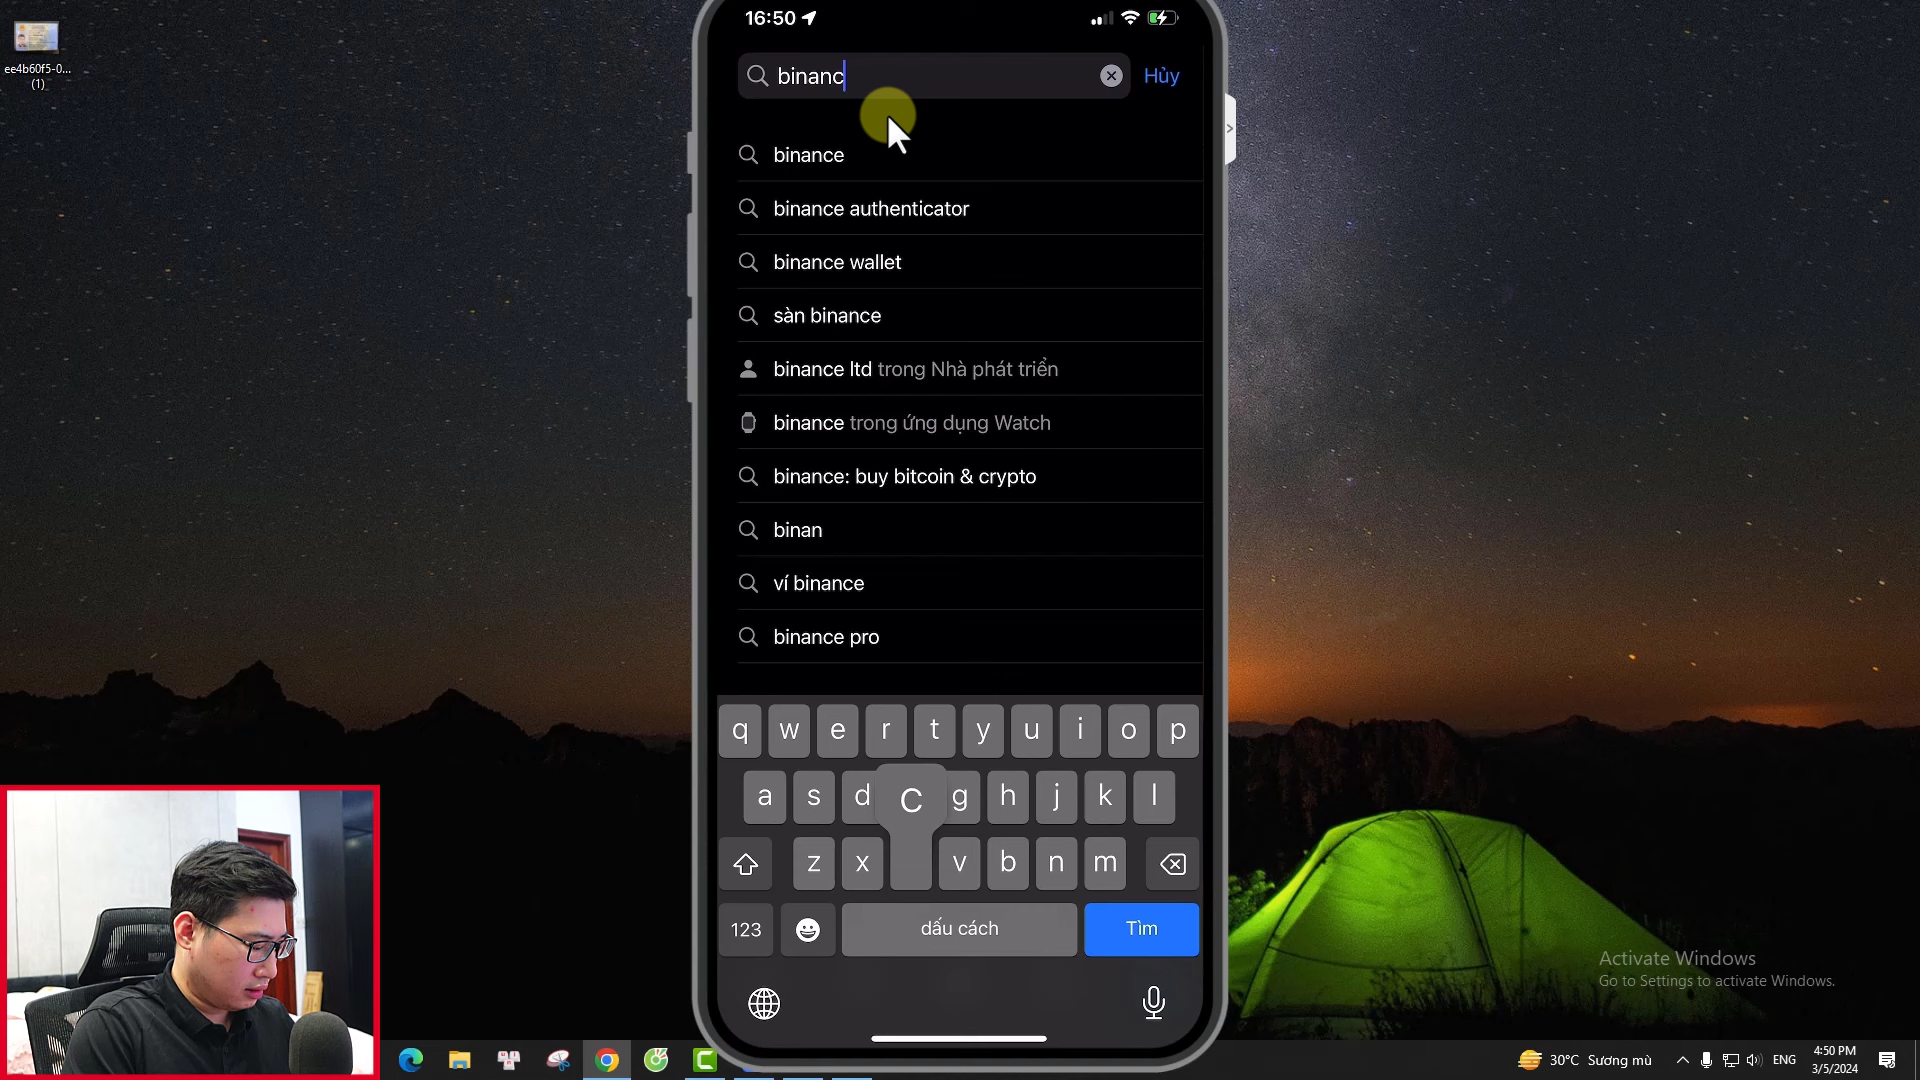 ee4b60f5-0...
(1)
16:50
binanc
Hủy
binance
binance authenticator
binance wallet
sàn binance
binance ltd trong Nhà phát triển
binance trong ứng dụng Watch
binance: buy bitcoin & crypto
binan
ví binance
binance pro
q w e r t y u i o p
a s d C g h j k l
z x v b n m
123 dấu cách Tìm
Activate Windows
Go to Settings to activate Windows.
30°C Sương mù
ENG
4:50 PM
3/5/2024